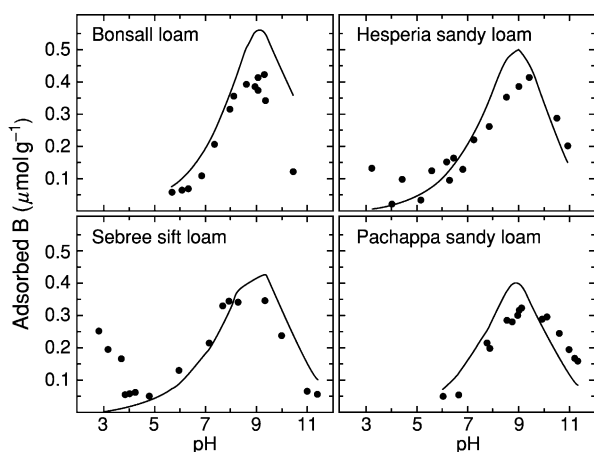 Bonsall loam
Hesperia sandy loam
0.5
0.4
0.3
0.2
0.1
Sebree sift loam
Pachappa sandy loam
0.5
0.4
0.3
0.2
0.1
Adsorbed B (μmol g⁻¹)
3 5 7 9 11
3 5 7 9 11
pH
pH